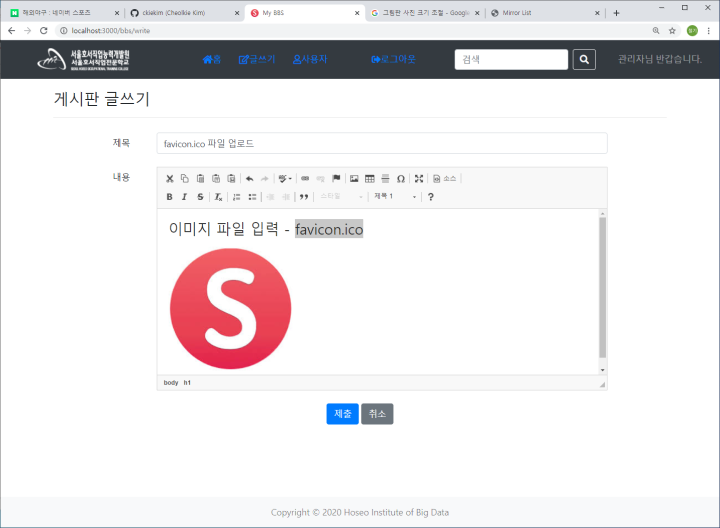 해외야구 : 네이버 스포츠
ckiekim (Cheolkie Kim)
My BBS
그림판 사진 크기 조절 - Google
Mirror List
localhost:3000/bbs/write
서울호서직업능력개발원
서울호서직업전문학교
홈
글쓰기
사용자
로그아웃
검색
관리자님 반갑습니다.
게시판 글쓰기
제목
favicon.ico 파일 업로드
내용
소스
B I S Ix
스타일
제목 1
?
이미지 파일 입력 - favicon.ico
S
body h1
제출
취소
Copyright © 2020 Hoseo Institute of Big Data